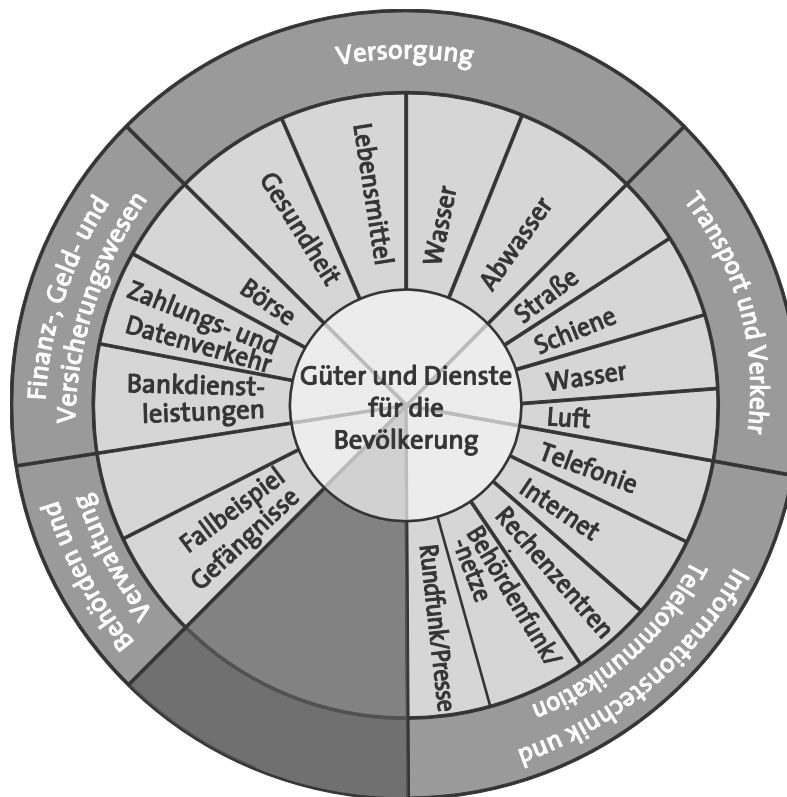 Versorgung
Gesundheit
Lebensmittel
Wasser
Abwasser
Transport und Verkehr
Straße
Schiene
Wasser
Luft
Informationstechnik und
Telekommunikation
Telefonie
Internet
Rechenzentren
Behördenfunk/
-netze
Rundfunk/Presse
Behörden und
Verwaltung
Fallbeispiel
Gefängnisse
Finanz-, Geld- und
Versicherungswesen
Bankdienst-
leistungen
Zahlungs- und
Datenverkehr
Börse
Güter und Dienste
für die
Bevölkerung